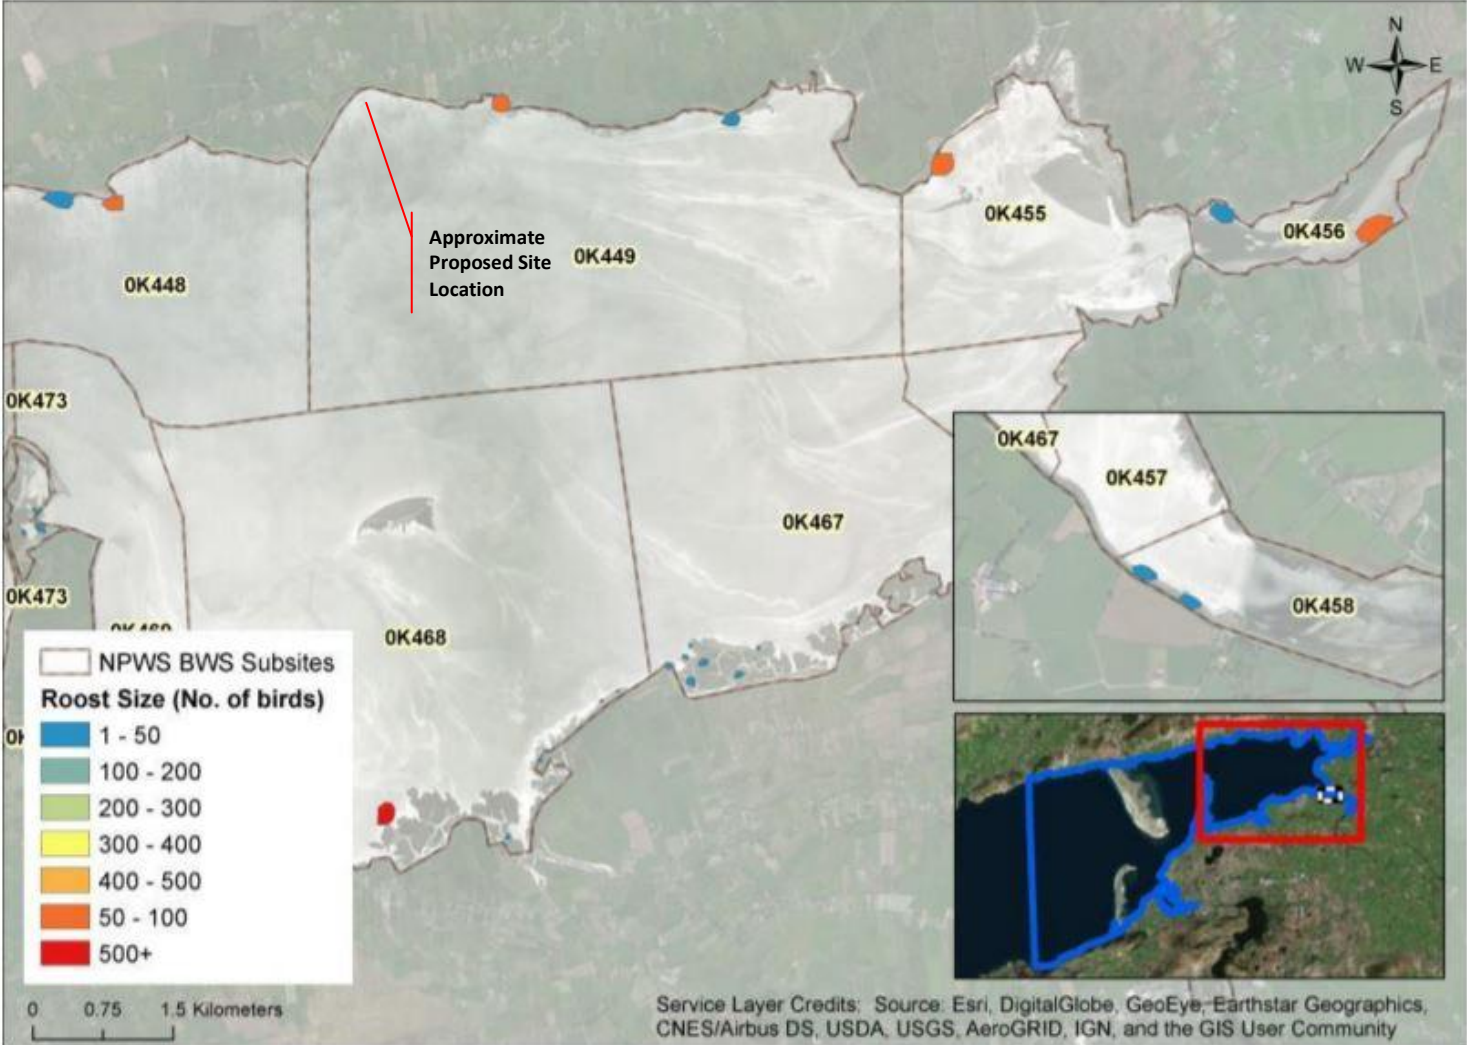 N
W E
S
0K455
0K456
Approximate
Proposed Site
Location
0K449
0K448
0K473
0K467
0K457
0K467
0K473
0K458
0K468
NPWS BWS Subsites
Roost Size (No. of birds)
1 - 50
100 - 200
200 - 300
300 - 400
400 - 500
50 - 100
500+
0 0.75 1.5 Kilometers
Service Layer Credits: Source: Esri, DigitalGlobe, GeoEye, Earthstar Geographics,
CNES/Airbus DS, USDA, USGS, AeroGRID, IGN, and the GIS User Community